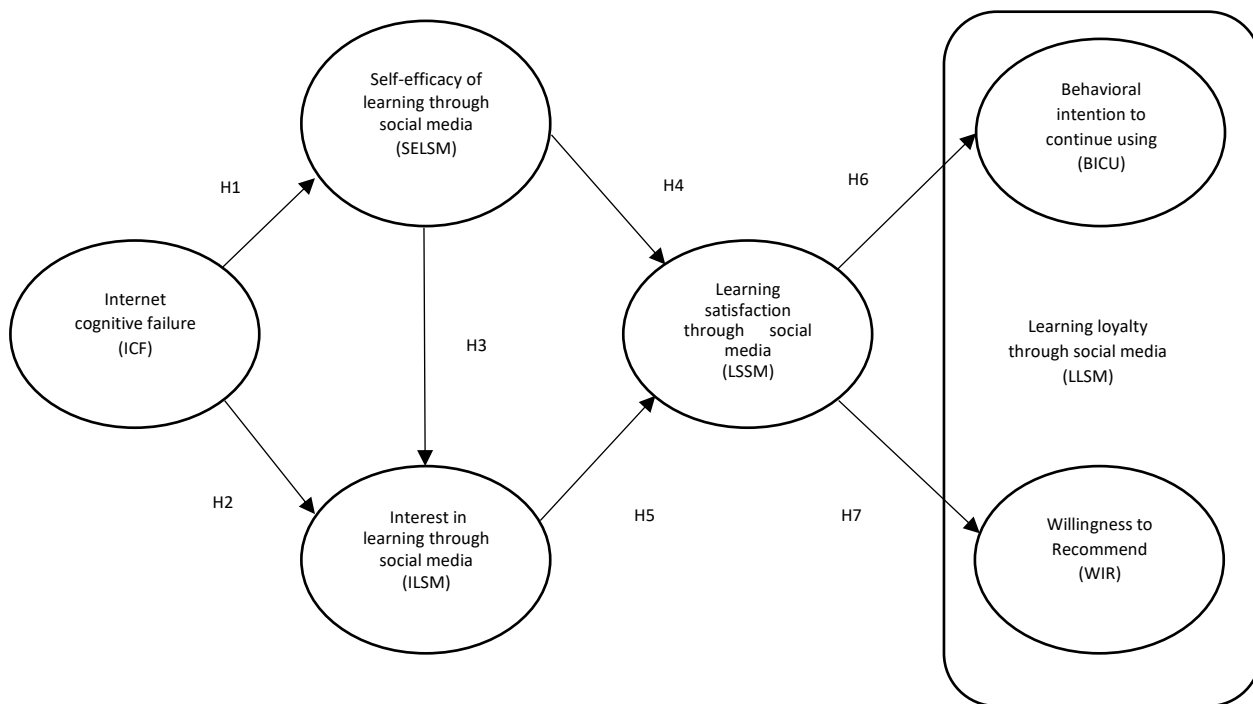 Self-efficacy of
learning through
social media
(SELSM)
Behavioral
intention to
continue using
(BICU)
H1
H4
H6
Internet
cognitive failure
(ICF)
H3
Learning
satisfaction
through social
media
(LSSM)
Learning loyalty
through social media
(LLSM)
H2
Interest in
learning through
social media
(ILSM)
H5
H7
Willingness to
Recommend
(WIR)